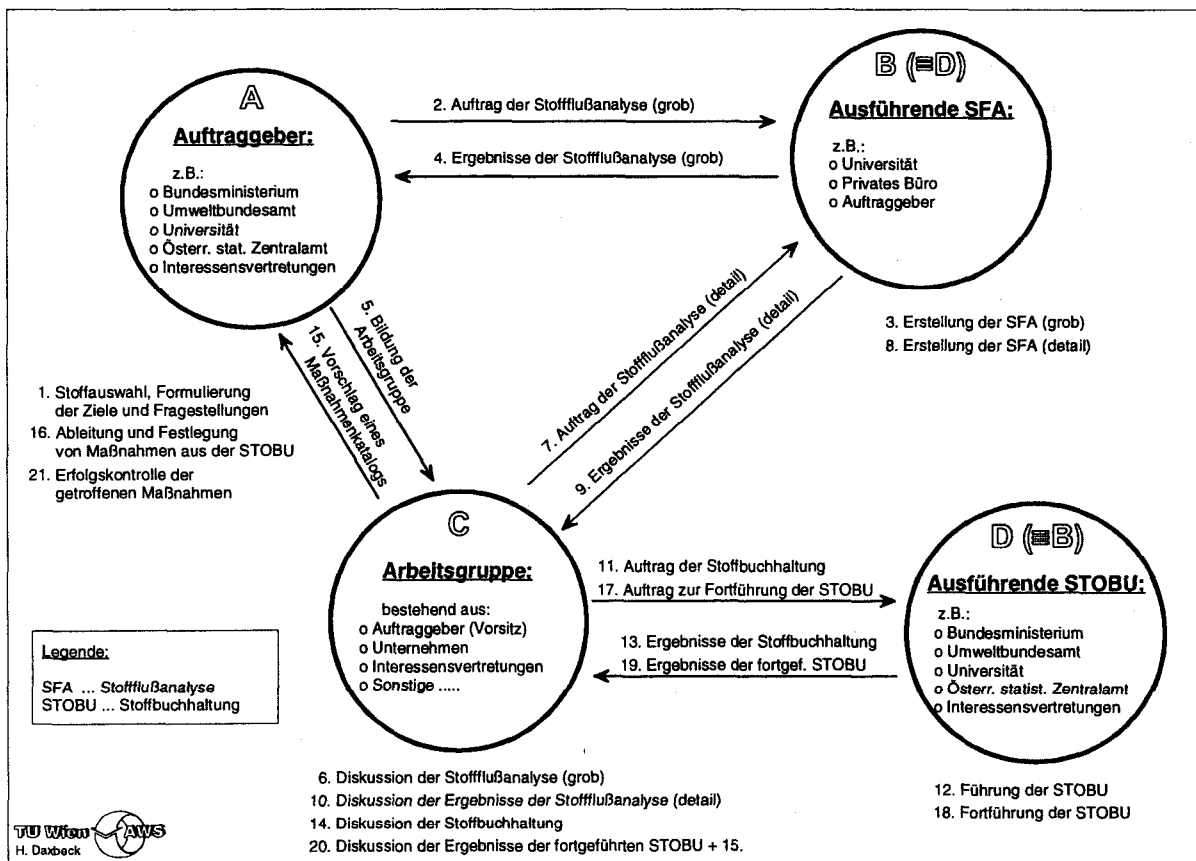 A
Auftraggeber:
z.B.:
o Bundesministerium
o Umweltbundesamt
o Universität
o Österr. stat. Zentralamt
o Interessensvertretungen
2. Auftrag der Stoffflußanalyse (grob)
4. Ergebnisse der Stoffflußanalyse (grob)
B (≡D)
Ausführende SFA:
z.B.:
o Universität
o Privates Büro
o Auftraggeber
3. Erstellung der SFA (grob)
8. Erstellung der SFA (detail)
5. Bildung der
Arbeitsgruppe
15. Vorschlag eines
Maßnahmenkatalogs
7. Auftrag der Stoffflußanalyse (detail)
9. Ergebnisse der Stoffflußanalyse (detail)
1. Stoffauswahl, Formulierung
der Ziele und Fragestellungen
16. Ableitung und Festlegung
von Maßnahmen aus der STOBU
21. Erfolgskontrolle der
getroffenen Maßnahmen
C
Arbeitsgruppe:
bestehend aus:
o Auftraggeber (Vorsitz)
o Unternehmen
o Interessensvertretungen
o Sonstige .....
11. Auftrag der Stoffbuchhaltung
17. Auftrag zur Fortführung der STOBU
13. Ergebnisse der Stoffbuchhaltung
19. Ergebnisse der fortgef. STOBU
D (≡B)
Ausführende STOBU:
z.B.:
o Bundesministerium
o Umweltbundesamt
o Universität
o Österr. statist. Zentralamt
o Interessensvertretungen
12. Führung der STOBU
18. Fortführung der STOBU
Legende:
SFA ... Stoffflußanalyse
STOBU ... Stoffbuchhaltung
6. Diskussion der Stoffflußanalyse (grob)
10. Diskussion der Ergebnisse der Stoffflußanalyse (detail)
14. Diskussion der Stoffbuchhaltung
20. Diskussion der Ergebnisse der fortgeführten STOBU + 15.
TU Wien AWS
H. Daxbeck